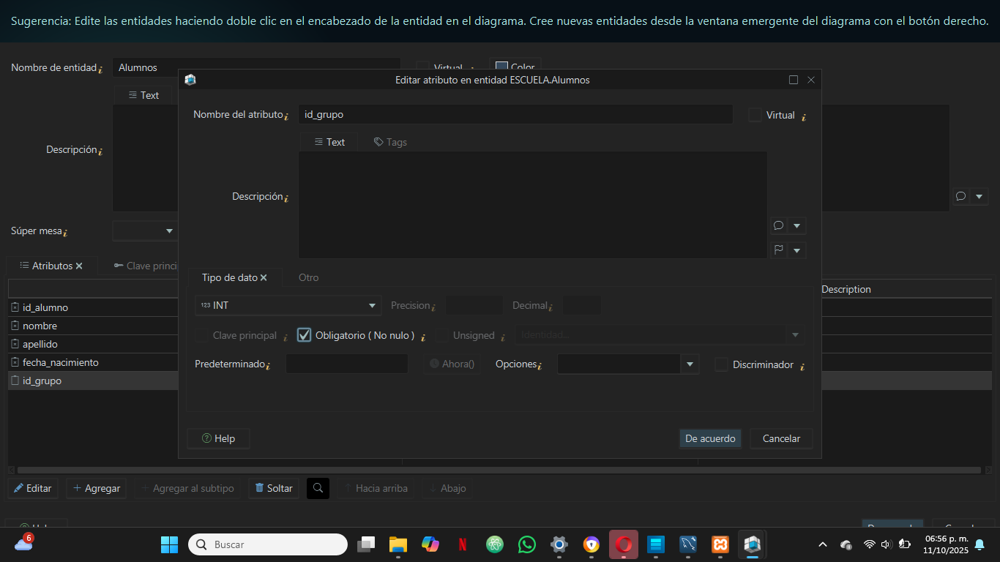 Sugerencia: Edite las entidades haciendo doble clic en el encabezado de la entidad en el diagrama. Cree nuevas entidades desde la ventana emergente del diagrama con el botón derecho.
Nombre de entidad
Alumnos
Virtual
Color
Editar atributo en entidad ESCUELA.Alumnos
Text
Nombre del atributo
id_grupo
Virtual
Text
Tags
Descripción
Descripción
Súper mesa
Atributos
Clave princi
Tipo de dato
Otro
Description
123 INT
Precision
Decimal
id_alumno
nombre
apellido
fecha_nacimiento
id_grupo
Clave principal
Obligatorio ( No nulo )
Unsigned
Identidad...
Predeterminado
Ahora()
Opciones
Discriminador
Help
De acuerdo
Cancelar
Editar
Agregar
Agregar al subtipo
Soltar
Hacia arriba
Abajo
6
Buscar
06:56 p. m.
11/10/2025